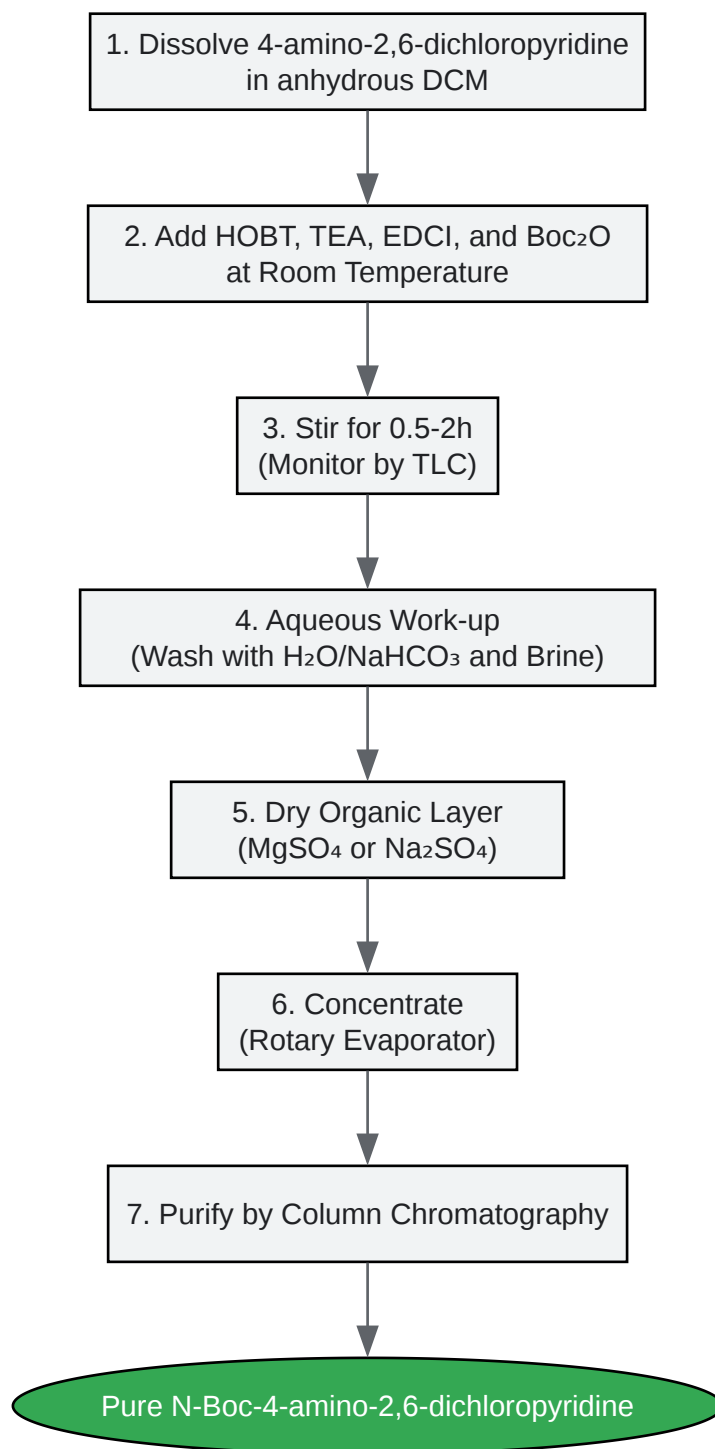 1. Dissolve 4-amino-2,6-dichloropyridine
in anhydrous DCM
2. Add HOBT, TEA, EDCI, and Boc₂O
at Room Temperature
3. Stir for 0.5-2h
(Monitor by TLC)
4. Aqueous Work-up
(Wash with H₂O/NaHCO₃ and Brine)
5. Dry Organic Layer
(MgSO₄ or Na₂SO₄)
6. Concentrate
(Rotary Evaporator)
7. Purify by Column Chromatography
Pure N-Boc-4-amino-2,6-dichloropyridine